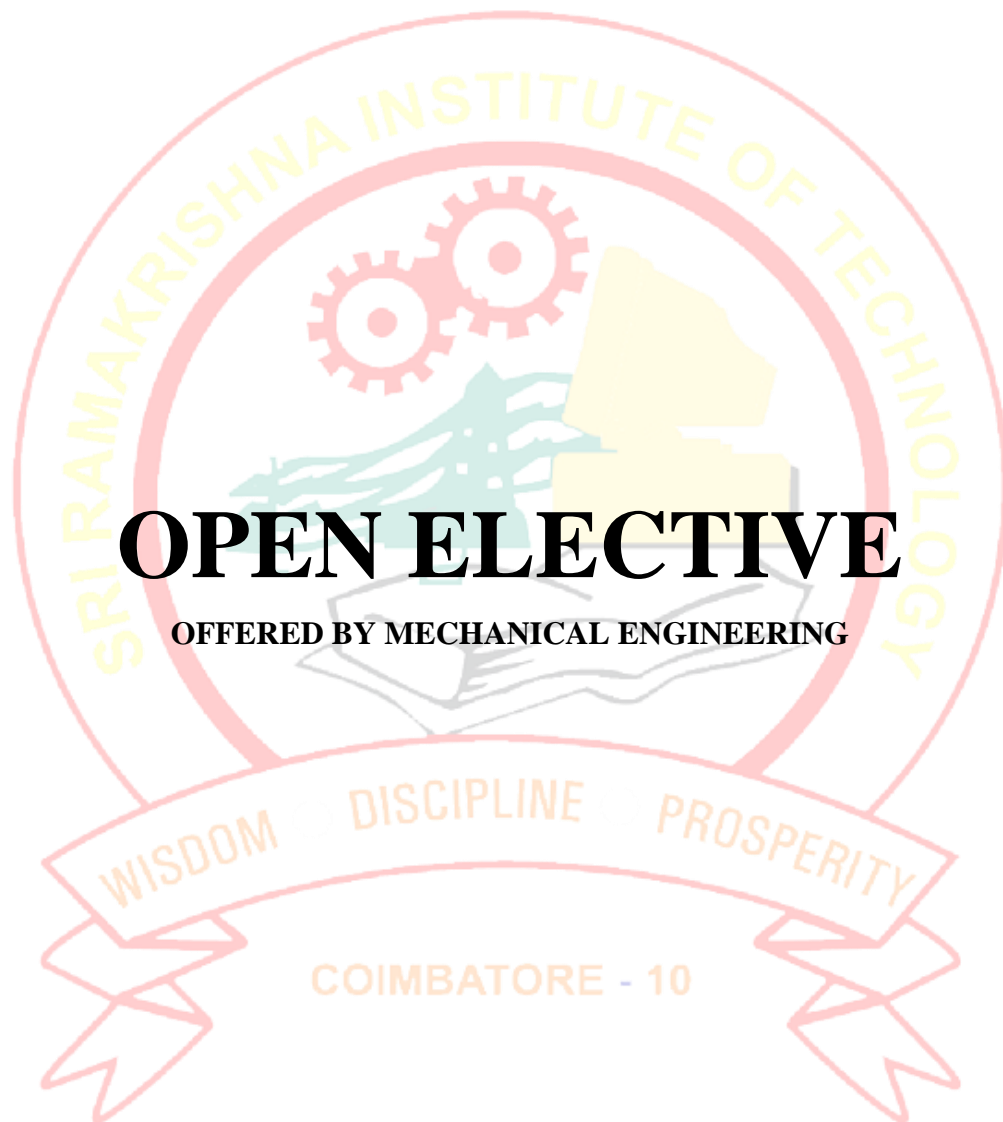 SRI RAMAKRISHNA INSTITUTE OF TECHNOLOGY
OPEN ELECTIVE
OFFERED BY MECHANICAL ENGINEERING
WISDOM DISCIPLINE PROSPERITY
COIMBATORE - 10